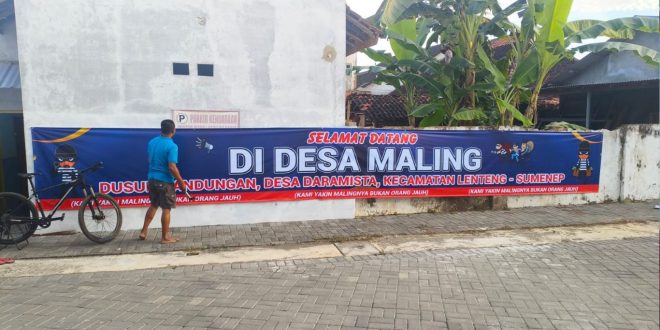 P PARKIR KENDARAAN
SELAMAT DATANG
DI DESA MALING
DUSUN DANDUNGAN, DESA DARAMISTA, KECAMATAN LENTENG - SUMENEP
(KAMI YAKIN MALINGNYA BUKAN ORANG JAUH) (KAMI YAKIN MALINGNYA BUKAN ORANG JAUH)